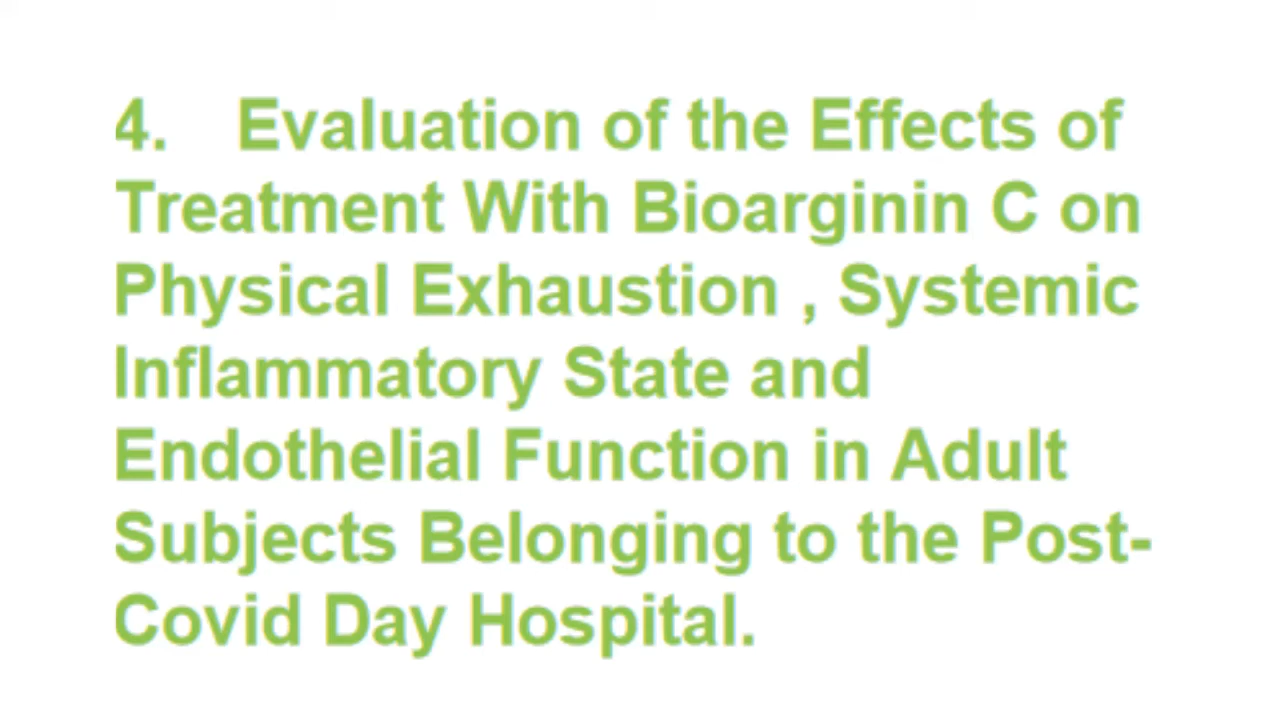 4. Evaluation of the Effects of
Treatment With Bioarginin C on
Physical Exhaustion , Systemic
Inflammatory State and
Endothelial Function in Adult
Subjects Belonging to the Post-
Covid Day Hospital.